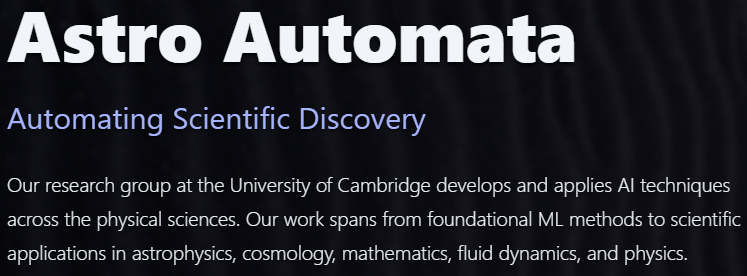 Astro Automata
Automating Scientific Discovery
Our research group at the University of Cambridge develops and applies AI techniques
across the physical sciences. Our work spans from foundational ML methods to scientific
applications in astrophysics, cosmology, mathematics, fluid dynamics, and physics.